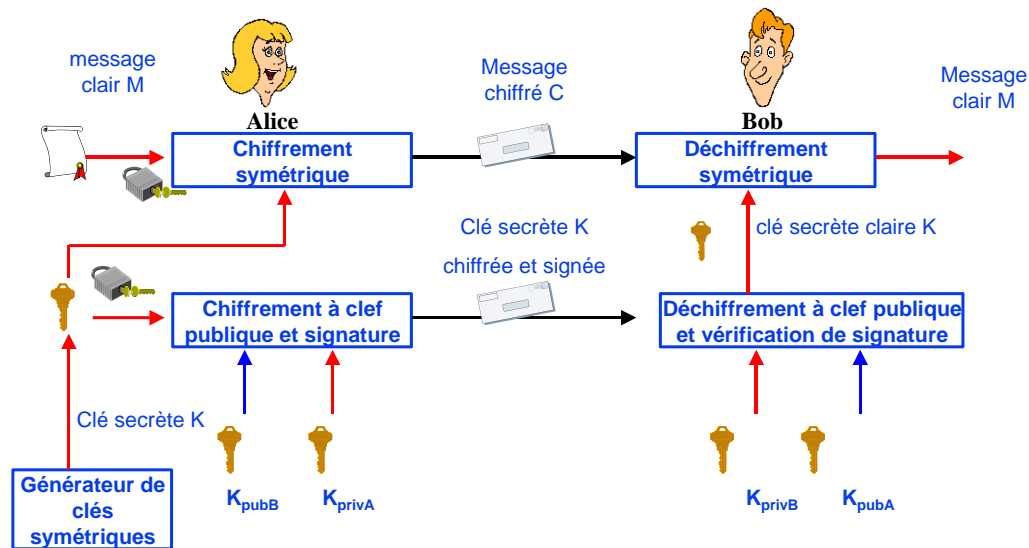 message
clair M
Alice
Message
chiffré C
Bob
Message
clair M
Chiffrement
symétrique
Déchiffrement
symétrique
Clé secrète K
chiffrée et signée
clé secrète claire K
Chiffrement à clef
publique et signature
Déchiffrement à clef publique
et vérification de signature
Clé secrète K
Générateur de
clés
symétriques
KpubB
KprivA
KprivB
KpubA